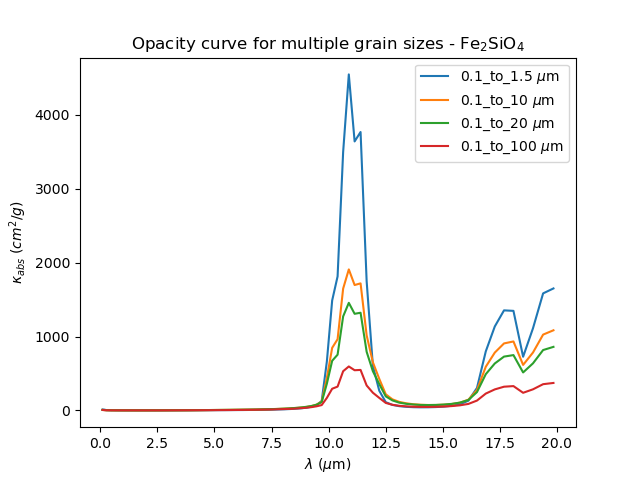 Opacity curve for multiple grain sizes - Fe₂SiO₄
0.1_to_1.5 μm
0.1_to_10 μm
0.1_to_20 μm
0.1_to_100 μm
κ_abs (cm²/g)
4000
3000
2000
1000
0
0.0 2.5 5.0 7.5 10.0 12.5 15.0 17.5 20.0
λ (μm)